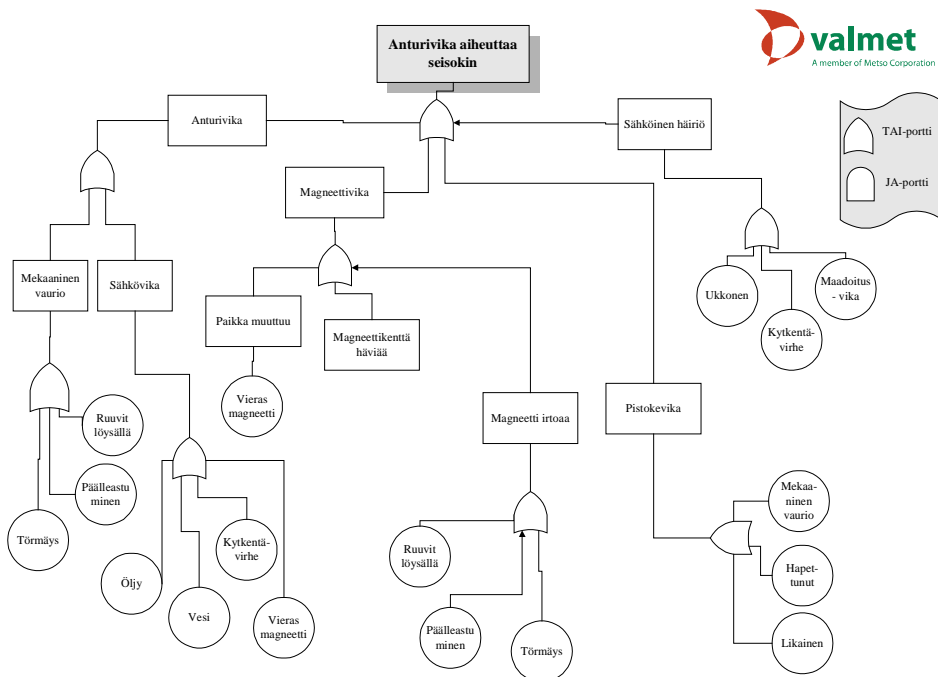 Anturivika aiheuttaa
seisokin
valmet
A member of Metso Corporation
Anturivika
Sähköinen häiriö
TAI-portti
JA-portti
Magneettivika
Mekaaninen
vaurio
Sähkövika
Ukkonen
Maadoitus
- vika
Kytkentä-
virhe
Paikka muuttuu
Magneettikenttä
häviää
Vieras
magneetti
Magneetti irtoaa
Pistokevika
Ruuvit
löysällä
Päälleastu
minen
Törmäys
Kytkentä-
virhe
Öljy
Vesi
Vieras
magneetti
Ruuvit
löysällä
Päälleastu
minen
Törmäys
Mekaa-
ninen
vaurio
Hapet-
tunut
Likainen